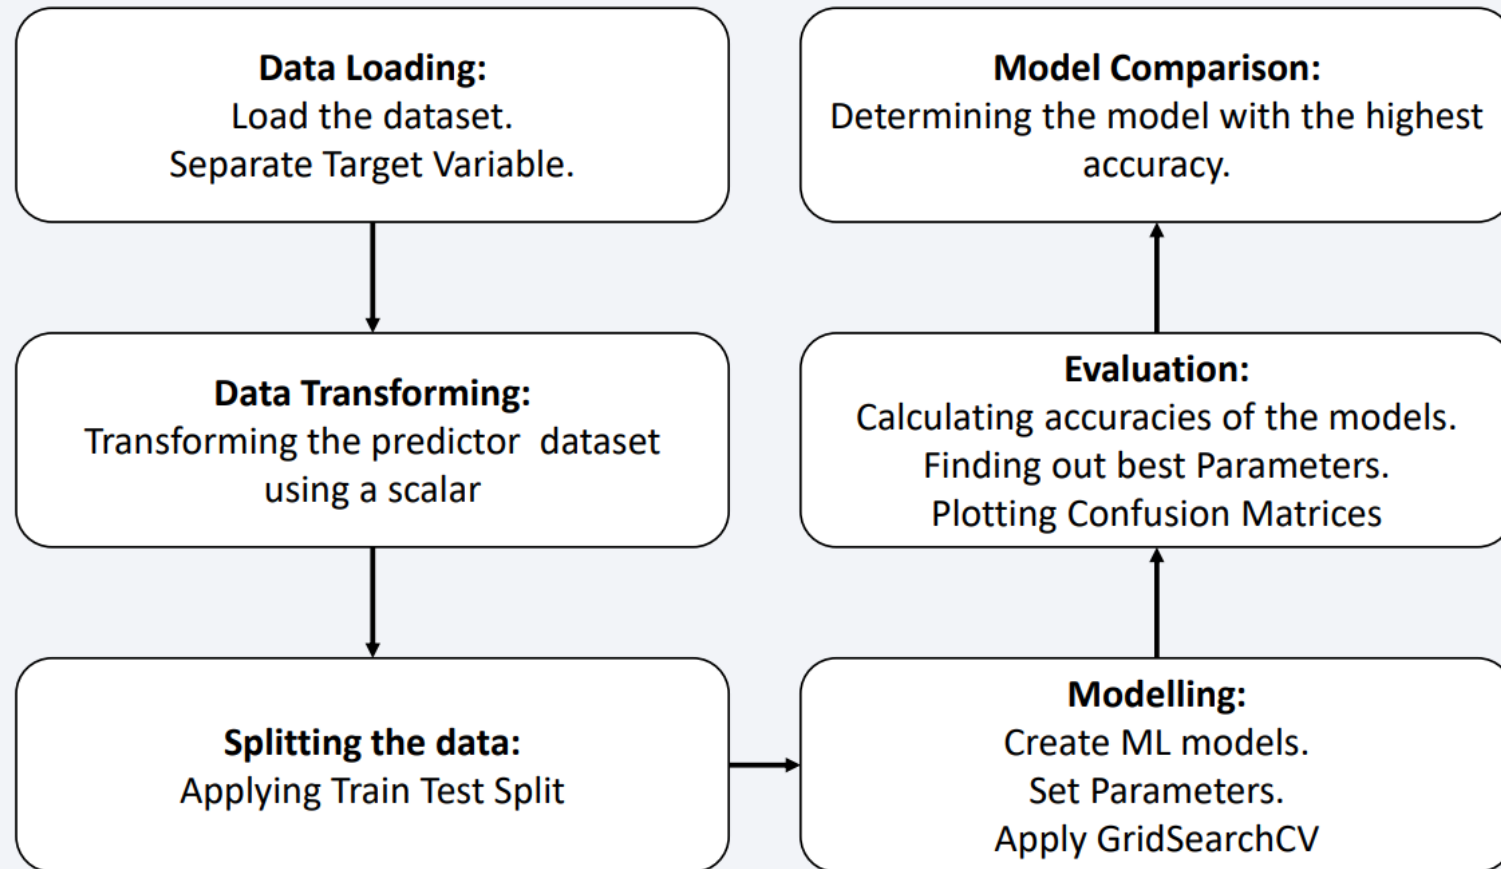 Data Loading:
Load the dataset.
Separate Target Variable.
Data Transforming:
Transforming the predictor  dataset
using a scalar
Splitting the data:
Applying Train Test Split
Modelling:
Create ML models.
Set Parameters.
Apply GridSearchCV
Evaluation:
Calculating accuracies of the models.
Finding out best Parameters.
Plotting Confusion Matrices
Model Comparison:
Determining the model with the highest
accuracy.